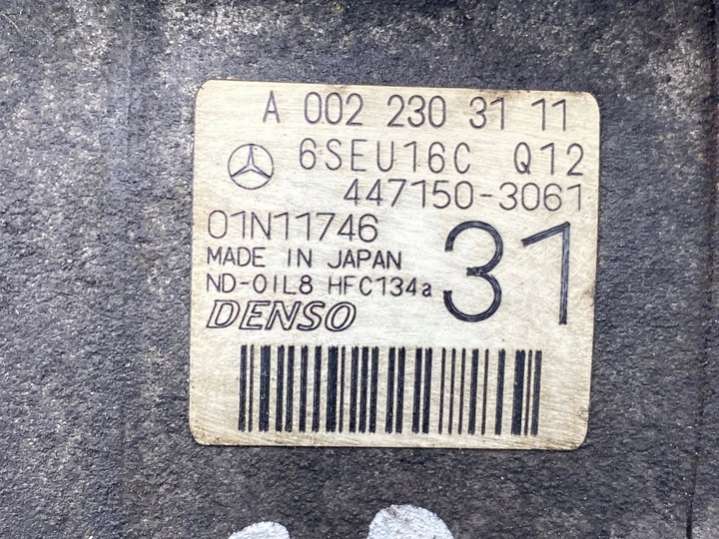 A 002 230 31 11
6SEU16C Q12
447150-3061
01N11746
MADE IN JAPAN
31
ND-OIL8 HFC134a
DENSO